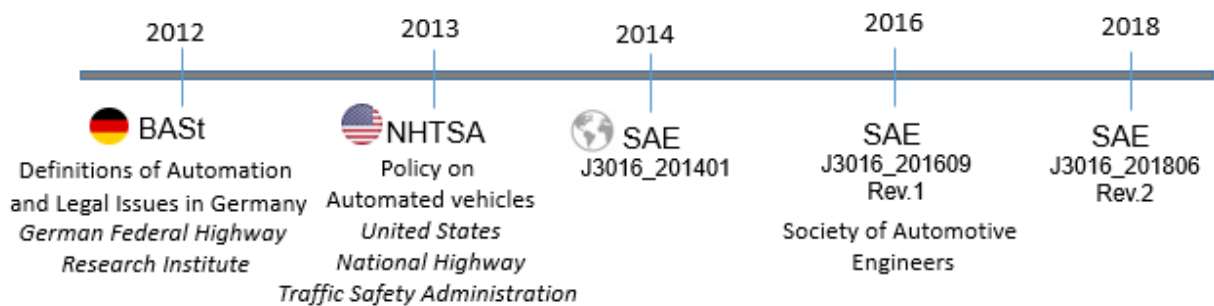 2012
BASt
Definitions of Automation
and Legal Issues in Germany
German Federal Highway
Research Institute
2013
NHTSA
Policy on
Automated vehicles
United States
National Highway
Traffic Safety Administration
2014
SAE
J3016_201401
2016
SAE
J3016_201609
Rev.1
Society of Automotive
Engineers
2018
SAE
J3016_201806
Rev.2